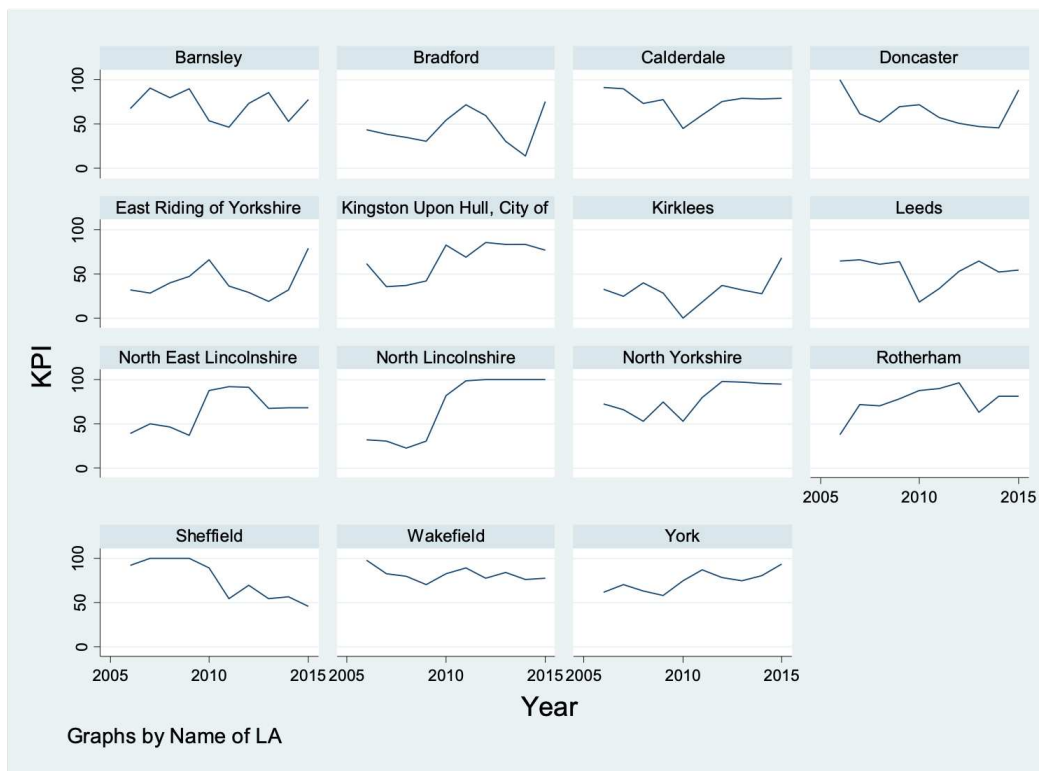 Barnsley
Bradford
Calderdale
Doncaster
100
50
0
East Riding of Yorkshire
Kingston Upon Hull, City of
Kirklees
Leeds
100
50
0
North East Lincolnshire
North Lincolnshire
North Yorkshire
Rotherham
100
50
0
2005 2010 2015
Sheffield
Wakefield
York
100
50
0
2005 2010 2015 2005 2010 2015 2005 2010 2015
KPI
Year
Graphs by Name of LA